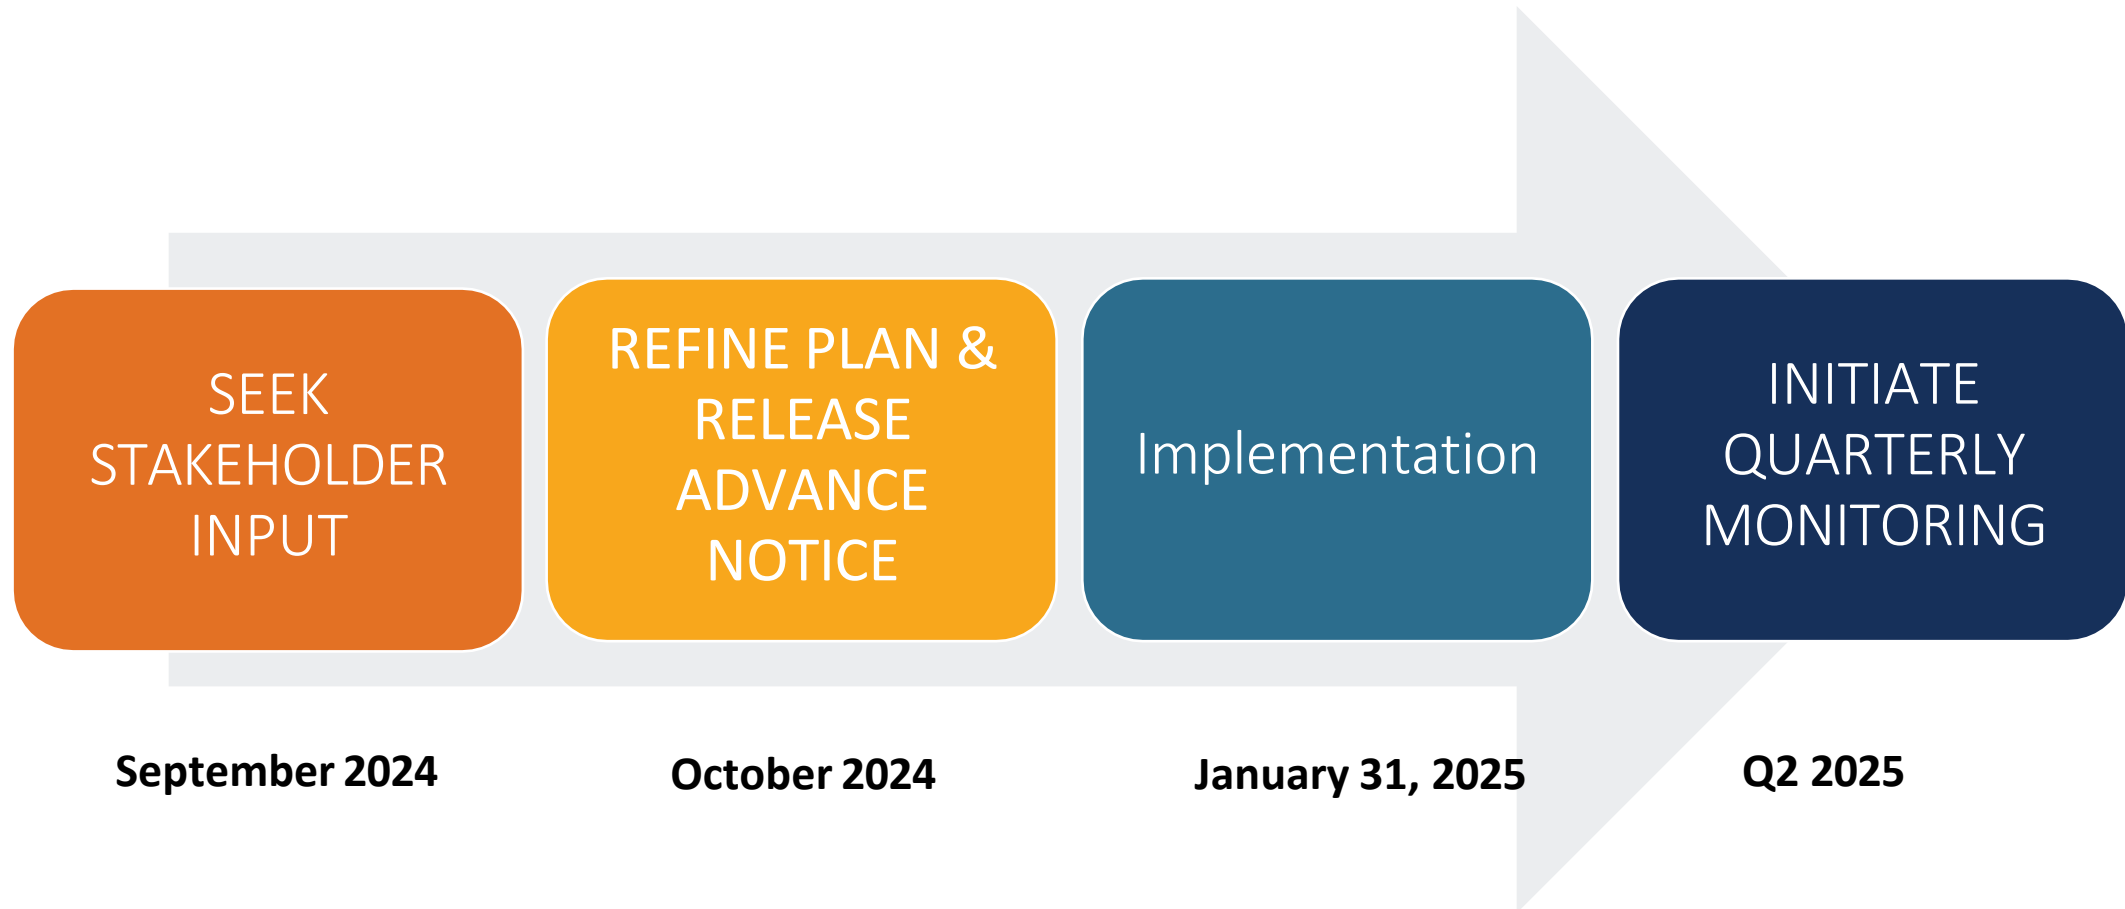 SEEK
STAKEHOLDER
INPUT
REFINE PLAN &
RELEASE
ADVANCE
NOTICE
Implementation
INITIATE
QUARTERLY
MONITORING
September 2024
October 2024
January 31, 2025
Q2 2025